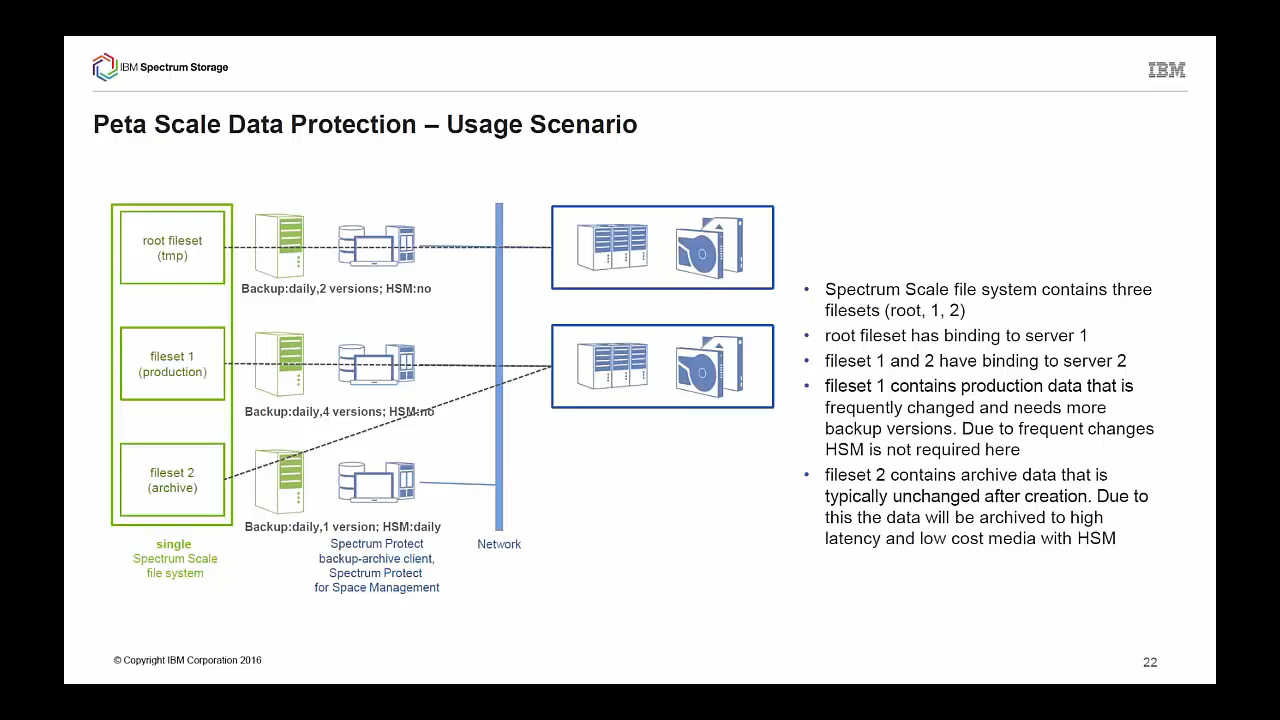 IBM Spectrum Storage
IBM
Peta Scale Data Protection – Usage Scenario
root fileset
(tmp)
Backup:daily,2 versions; HSM:no
fileset 1
(production)
Backup:daily,4 versions; HSM:no
fileset 2
(archive)
Backup:daily,1 version; HSM:daily
single
Spectrum Scale
file system
Spectrum Protect
backup-archive client,
Spectrum Protect
for Space Management
Network
• Spectrum Scale file system contains three
filesets (root, 1, 2)
• root fileset has binding to server 1
• fileset 1 and 2 have binding to server 2
• fileset 1 contains production data that is
frequently changed and needs more
backup versions. Due to frequent changes
HSM is not required here
• fileset 2 contains archive data that is
typically unchanged after creation. Due to
this the data will be archived to high
latency and low cost media with HSM
© Copyright IBM Corporation 2016
22